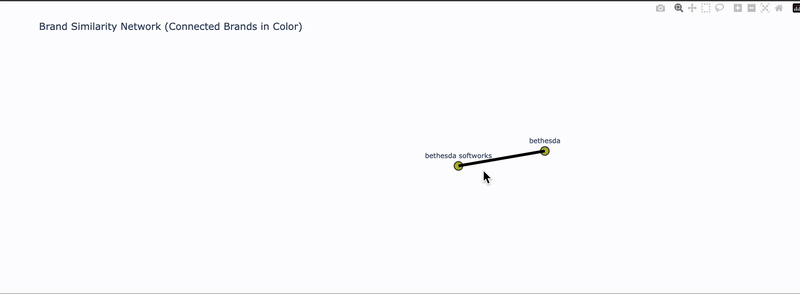 Brand Similarity Network (Connected Brands in Color)
bethesda
bethesda softworks